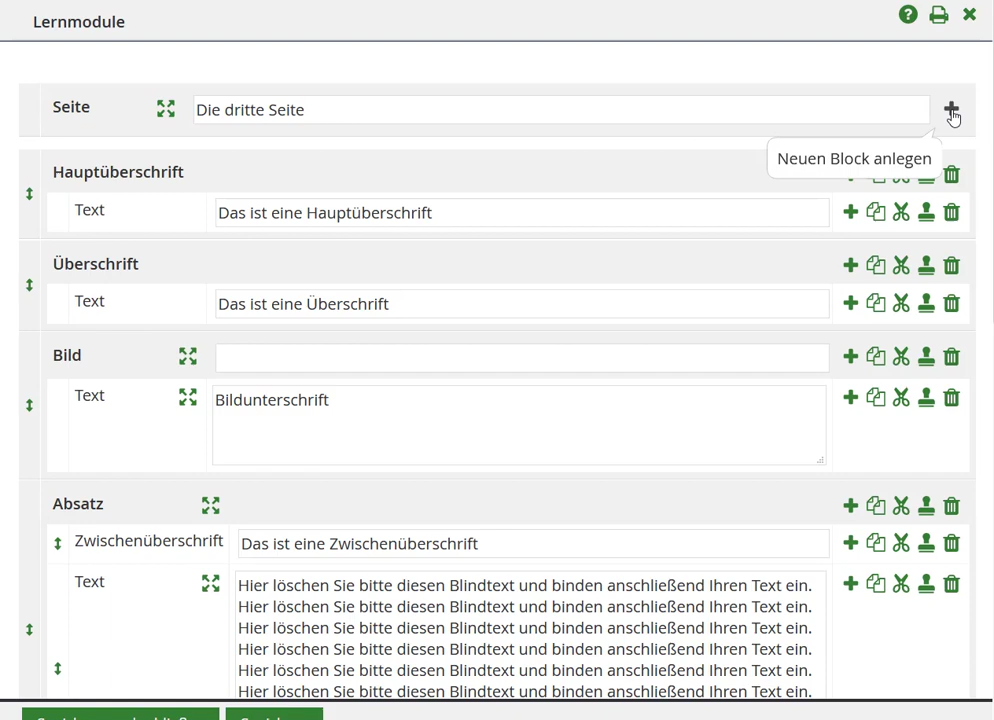 Lernmodule
Seite
Die dritte Seite
Neuen Block anlegen
Hauptüberschrift
Text
Das ist eine Hauptüberschrift
Überschrift
Text
Das ist eine Überschrift
Bild
Text
Bildunterschrift
Absatz
Zwischenüberschrift
Das ist eine Zwischenüberschrift
Text
Hier löschen Sie bitte diesen Blindtext und binden anschließend Ihren Text ein.
Hier löschen Sie bitte diesen Blindtext und binden anschließend Ihren Text ein.
Hier löschen Sie bitte diesen Blindtext und binden anschließend Ihren Text ein.
Hier löschen Sie bitte diesen Blindtext und binden anschließend Ihren Text ein.
Hier löschen Sie bitte diesen Blindtext und binden anschließend Ihren Text ein.
Hier löschen Sie bitte diesen Blindtext und binden anschließend Ihren Text ein.